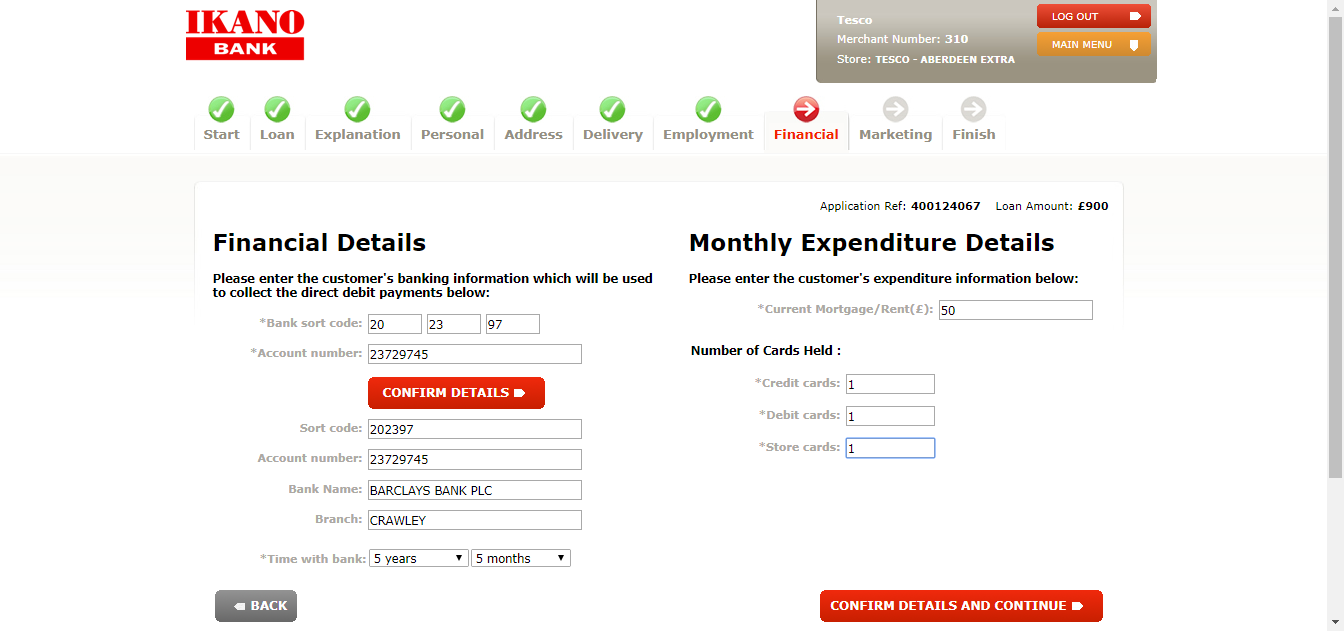 IKANO
BANK
Tesco
Merchant Number: 310
Store: TESCO - ABERDEEN EXTRA
LOG OUT
MAIN MENU
Start Loan Explanation Personal Address Delivery Employment Financial Marketing Finish
Application Ref: 400124067 Loan Amount: £900
Financial Details
Please enter the customer's banking information which will be used
to collect the direct debit payments below:
*Bank sort code: 20 23 97
*Account number: 23729745
CONFIRM DETAILS
Sort code: 202397
Account number: 23729745
Bank Name: BARCLAYS BANK PLC
Branch: CRAWLEY
*Time with bank: 5 years 5 months
BACK
Monthly Expenditure Details
Please enter the customer's expenditure information below:
*Current Mortgage/Rent(£): 50
Number of Cards Held :
*Credit cards: 1
*Debit cards: 1
*Store cards: 1
CONFIRM DETAILS AND CONTINUE